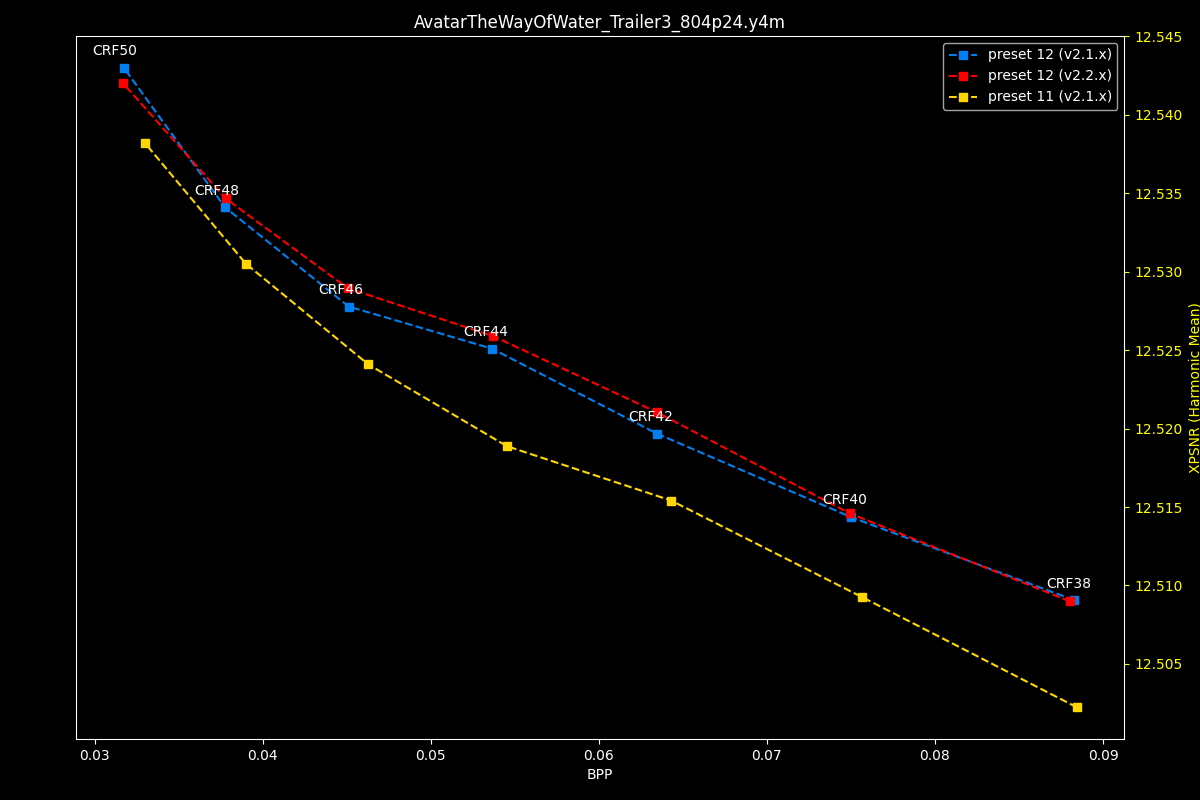 AvatarTheWayOfWater_Trailer3_804p24.y4m
preset 12 (v2.1.x)
preset 12 (v2.2.x)
preset 11 (v2.1.x)
CRF50
CRF48
CRF46
CRF44
CRF42
CRF40
CRF38
12.545
12.540
12.535
12.530
12.525
12.520
12.515
12.510
12.505
XPSNR (Harmonic Mean)
0.03
0.04
0.05
0.06
0.07
0.08
0.09
BPP